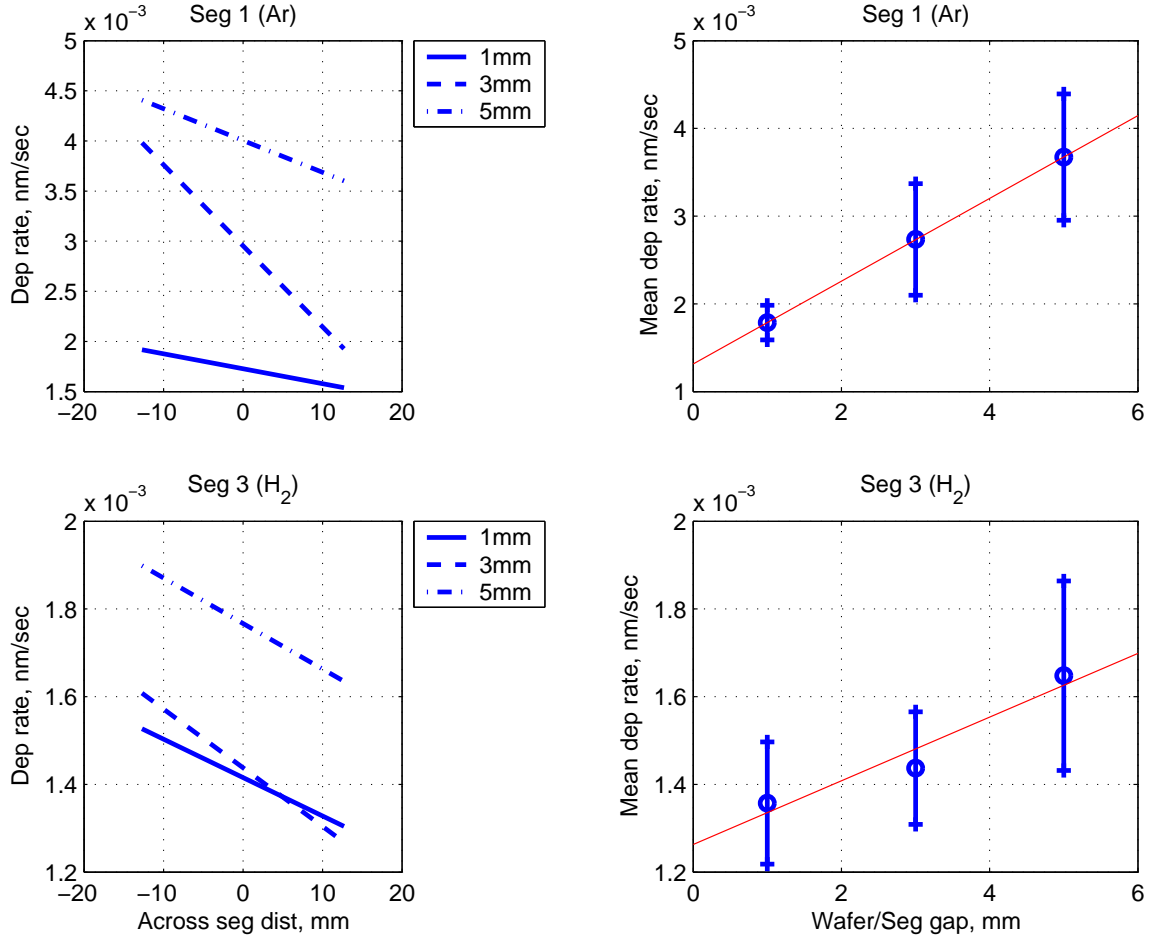 x 10⁻³
Seg 1 (Ar)
5
4.5
4
3.5
3
2.5
2
1.5
−20
−10
0
10
20
Dep rate, nm/sec
1mm
3mm
5mm
x 10⁻³
Seg 1 (Ar)
5
4
3
2
1
0
2
4
6
Mean dep rate, nm/sec
x 10⁻³
Seg 3 (H₂)
2
1.8
1.6
1.4
1.2
−20
−10
0
10
20
Dep rate, nm/sec
Across seg dist, mm
1mm
3mm
5mm
x 10⁻³
Seg 3 (H₂)
2
1.8
1.6
1.4
1.2
0
2
4
6
Mean dep rate, nm/sec
Wafer/Seg gap, mm